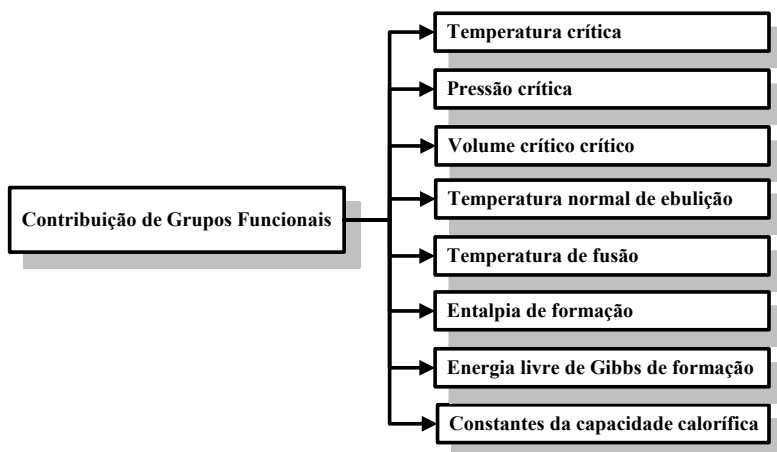 Temperatura crítica
Pressão crítica
Volume crítico crítico
Temperatura normal de ebulição
Contribuição de Grupos Funcionais
Temperatura de fusão
Entalpia de formação
Energia livre de Gibbs de formação
Constantes da capacidade calorífica